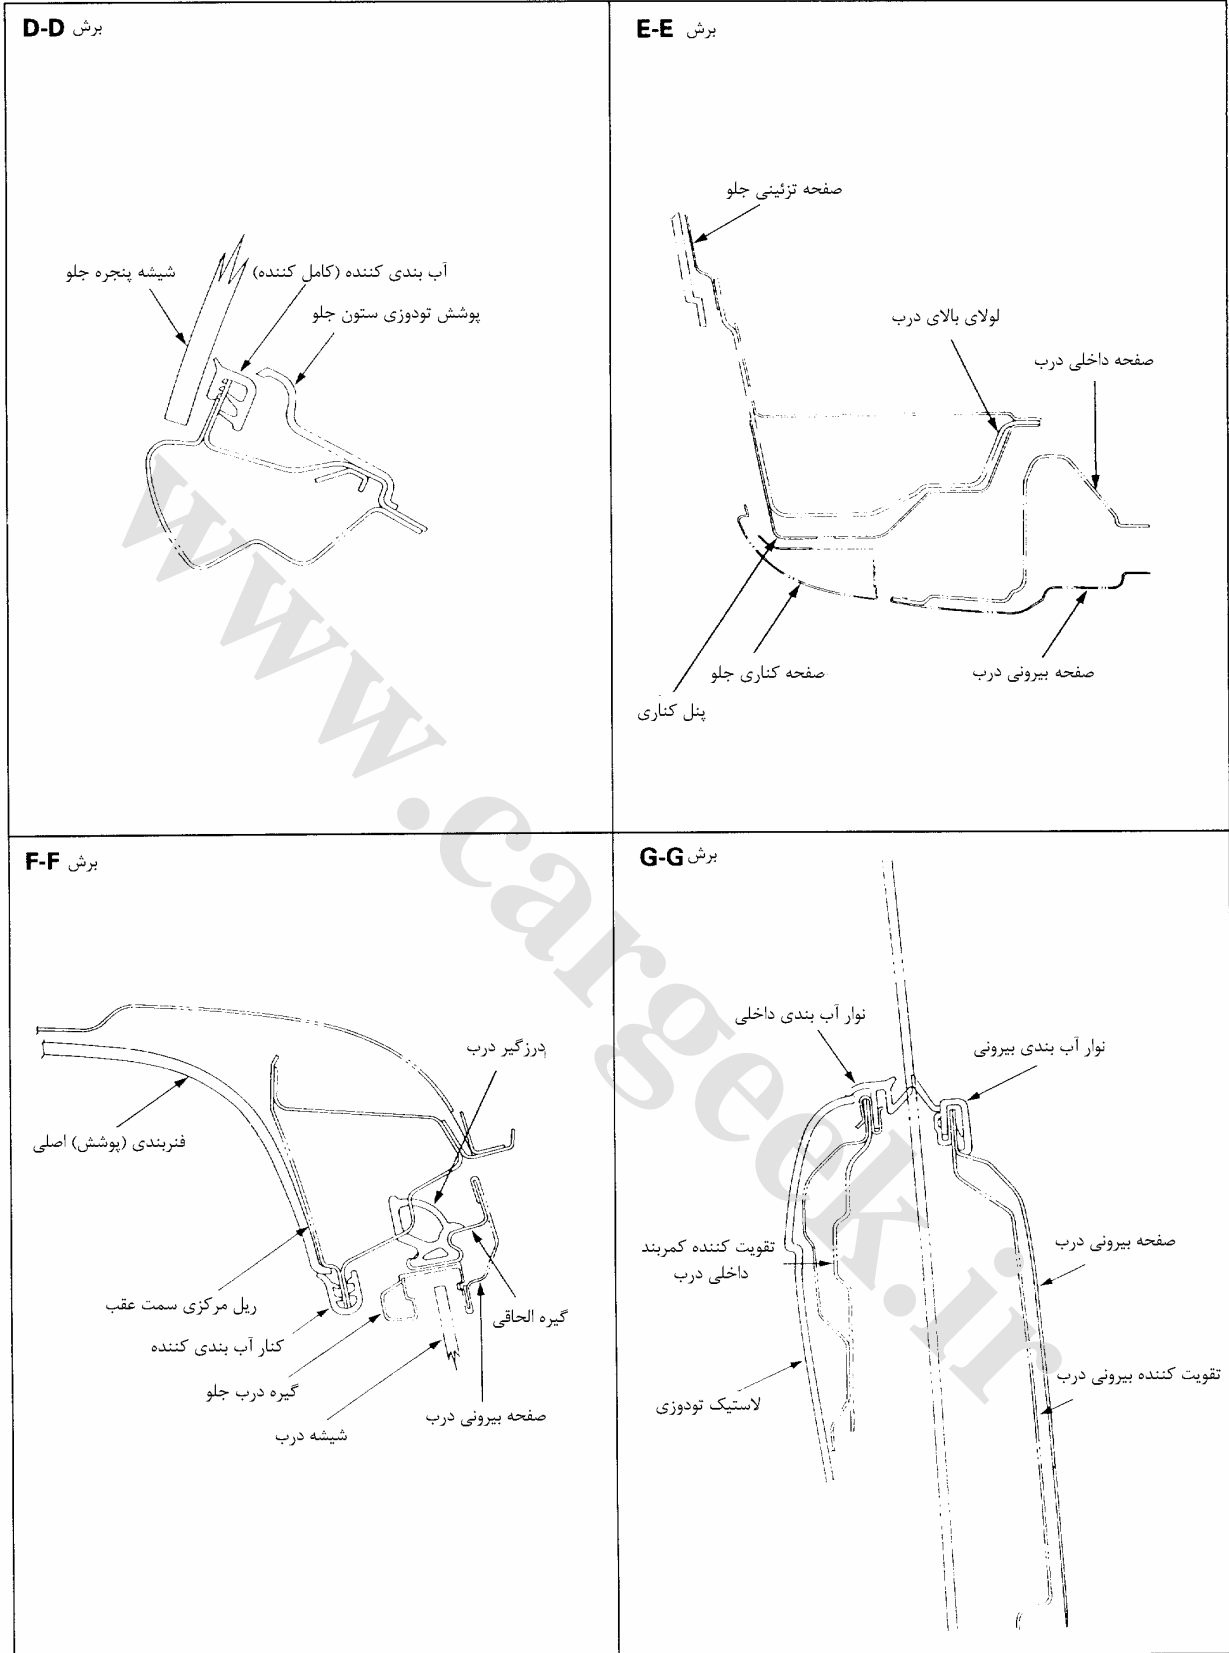 برش D-D
شیشه پنجره جلو
آب بندی کننده (کامل کننده)
پوشش تودوزی ستون جلو
برش E-E
صفحه تزئینی جلو
لولای بالای درب
صفحه داخلی درب
صفحه کناری جلو
صفحه بیرونی درب
پنل کناری
برش F-F
درزگیر درب
فنربندی (پوشش) اصلی
ریل مرکزی سمت عقب
گیره الحاقی
کنار آب بندی کننده
گیره درب جلو
صفحه بیرونی درب
شیشه درب
برش G-G
نوار آب بندی داخلی
نوار آب بندی بیرونی
تقویت کننده کمربند
داخلی درب
صفحه بیرونی درب
تقویت کننده بیرونی درب
لاستیک تودوزی
www.cargeek.ir